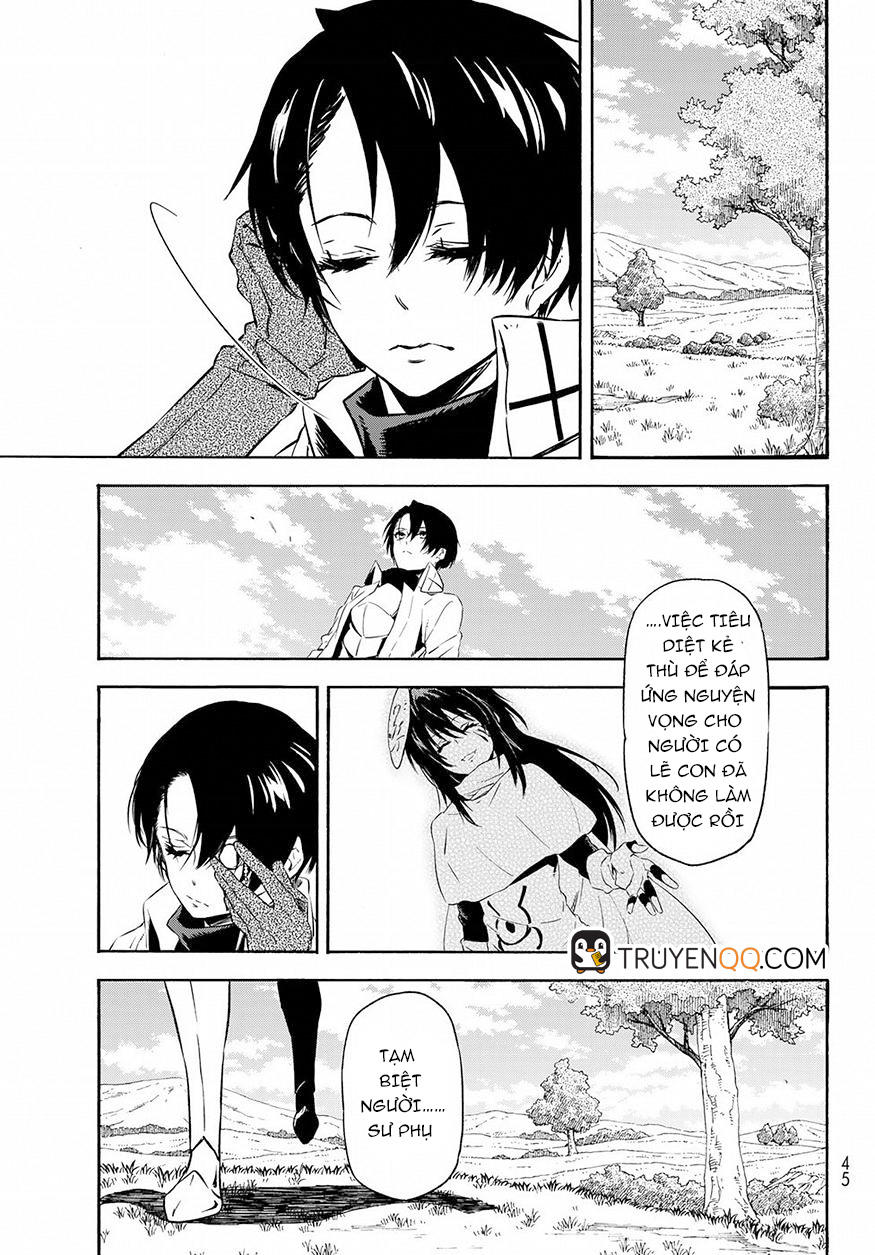 ....VIỆC TIÊU
DIỆT KẺ
THÙ ĐỂ ĐÁP
ỨNG NGUYỆN
VỌNG CHO
NGƯỜI CÓ
LẼ CON ĐÃ
KHÔNG LÀM
ĐƯỢC RỒI
TRUYENQQ.COM
TẠM
BIỆT
NGƯỜI......
SƯ PHỤ
45